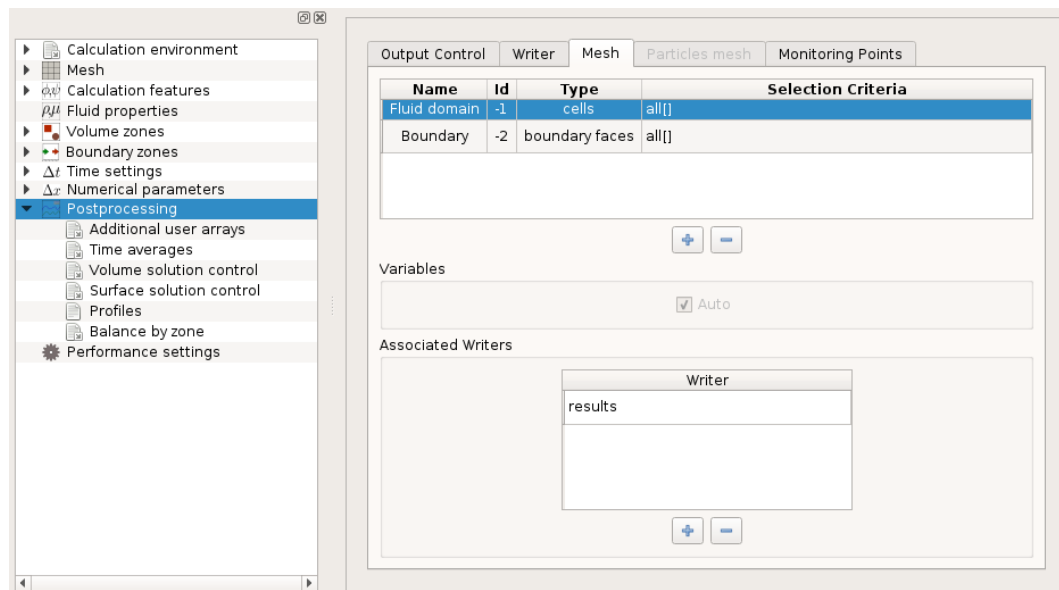 Calculation environment
Mesh
Calculation features
Fluid properties
Volume zones
Boundary zones
Δt Time settings
Δx Numerical parameters
Postprocessing
Additional user arrays
Time averages
Volume solution control
Surface solution control
Profiles
Balance by zone
Performance settings
Output Control Writer Mesh Particles mesh Monitoring Points
Name Id Type Selection Criteria
Fluid domain -1 cells all[]
Boundary -2 boundary faces all[]
Variables
Auto
Associated Writers
Writer
results